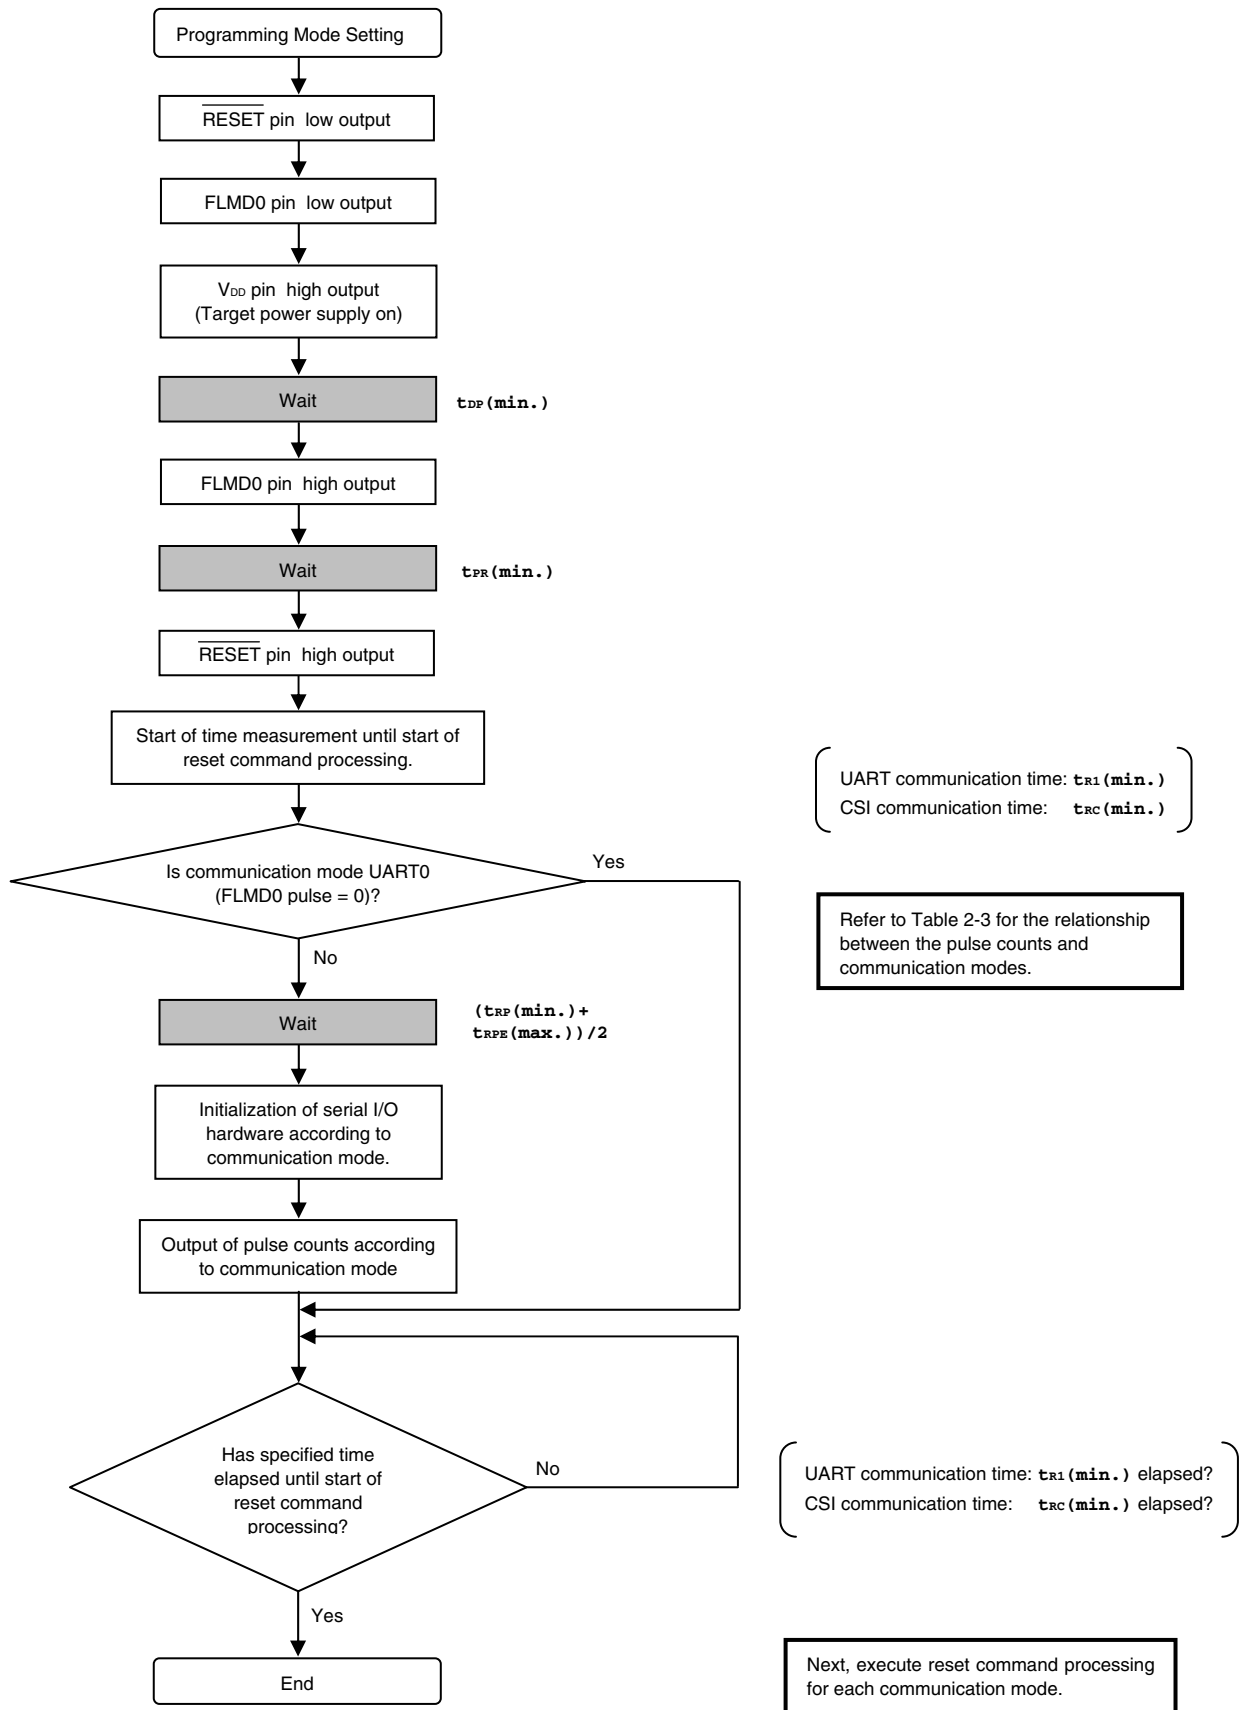 Programming Mode Setting
RESET pin low output
FLMD0 pin low output
VDD pin high output
(Target power supply on)
Wait
tDP(min.)
FLMD0 pin high output
Wait
tPR(min.)
RESET pin high output
Start of time measurement until start of
reset command processing.
UART communication time: tR1(min.)
CSI communication time: tRC(min.)
Is communication mode UART0
(FLMD0 pulse = 0)?
Yes
No
Refer to Table 2-3 for the relationship
between the pulse counts and
communication modes.
Wait
(tRP(min.)+
tRPE(max.))/2
Initialization of serial I/O
hardware according to
communication mode.
Output of pulse counts according
to communication mode
Has specified time
elapsed until start of
reset command
processing?
No
UART communication time: tR1(min.) elapsed?
CSI communication time: tRC(min.) elapsed?
Yes
End
Next, execute reset command processing
for each communication mode.